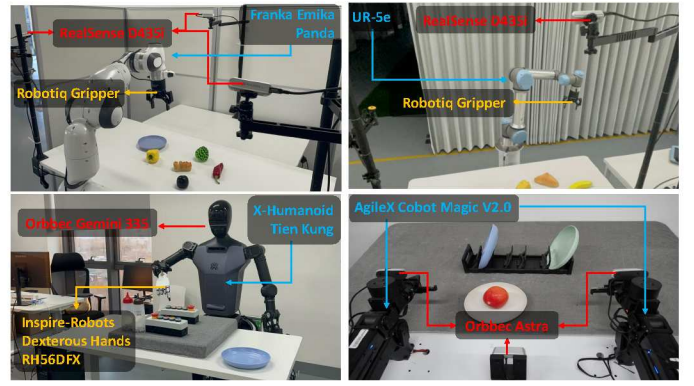 RealSense D435i
Franka Emika
Panda
Robotiq Gripper
UR-5e
RealSense D435i
Robotiq Gripper
Orbbec Gemini 335
X-Humanoid
Tien Kung
Inspire-Robots
Dexterous Hands
RH56DFX
AgileX Cobot Magic V2.0
Orbbec Astra